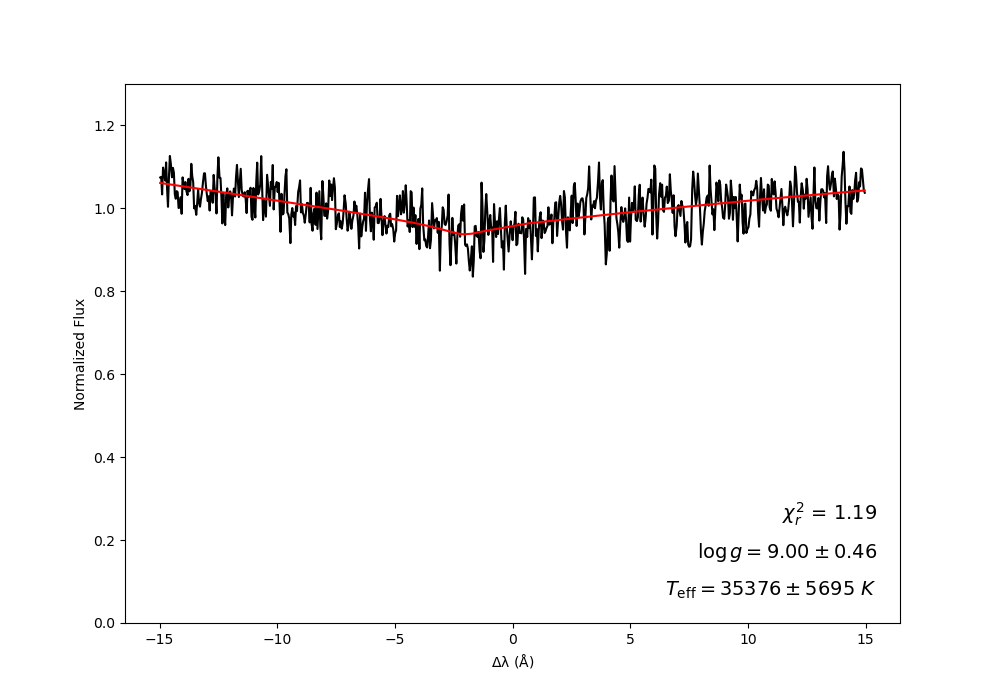 1.2
1.0
0.8
0.6
0.4
0.2
0.0
Normalized Flux
χ²ᵣ = 1.19
log g = 9.00 ± 0.46
T_eff = 35376 ± 5695 K
−15 −10 −5 0 5 10 15
Δλ (Å)